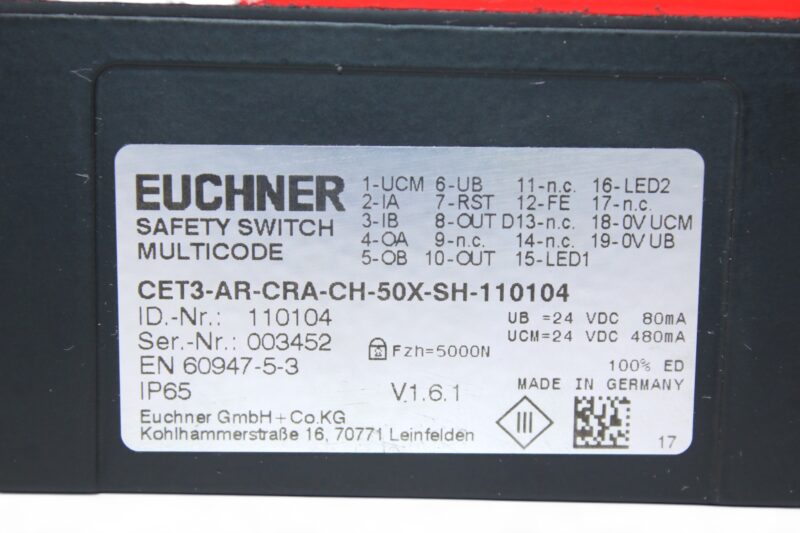 EUCHNER
SAFETY SWITCH
MULTICODE
1-UCM 6-UB 11-n.c. 16-LED2
2-IA 7-RST 12-FE 17-n.c.
3-IB 8-OUT D13-n.c. 18-0V UCM
4-OA 9-n.c. 14-n.c. 19-0V UB
5-OB 10-OUT 15-LED1
CET3-AR-CRA-CH-50X-SH-110104
ID.-Nr.: 110104
UB =24 VDC 80mA
Ser.-Nr.: 003452
Fzh=5000N
UCM=24 VDC 480mA
EN 60947-5-3
100% ED
IP65
V.1.6.1
MADE IN GERMANY
Euchner GmbH+Co.KG
Kohlhammerstraße 16, 70771 Leinfelden
III
17